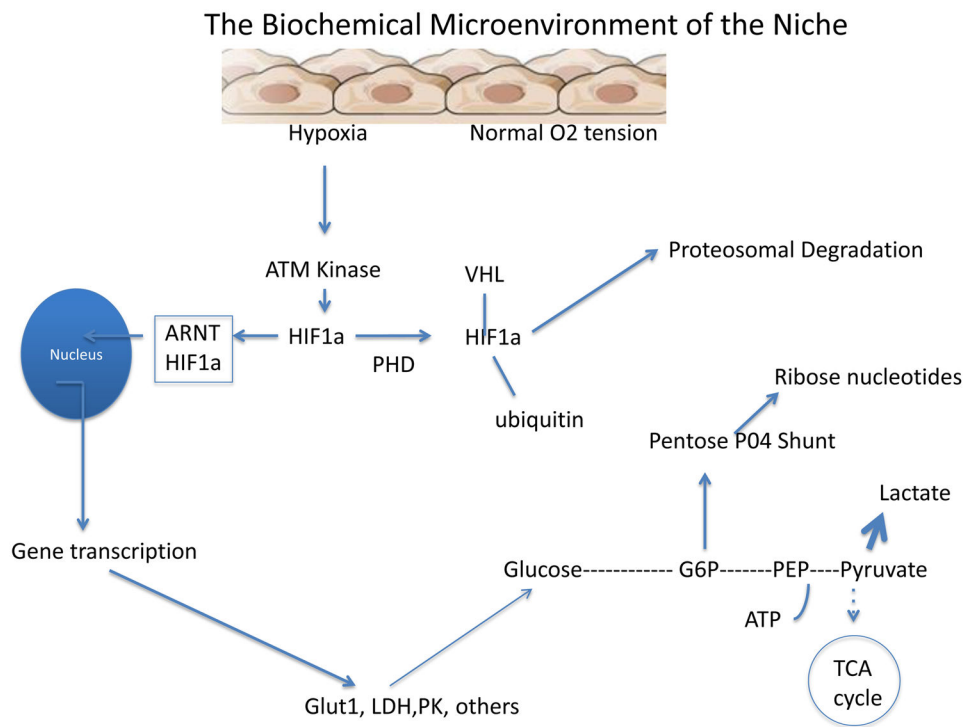 The Biochemical Microenvironment of the Niche
Hypoxia
Normal O2 tension
Proteosomal Degradation
ATM Kinase
VHL
Nucleus
ARNT
HIF1a
HIF1a
PHD
HIF1a
ubiquitin
Ribose nucleotides
Pentose P04 Shunt
Lactate
Gene transcription
Glucose------------ G6P-------PEP----Pyruvate
ATP
TCA
cycle
Glut1, LDH,PK, others